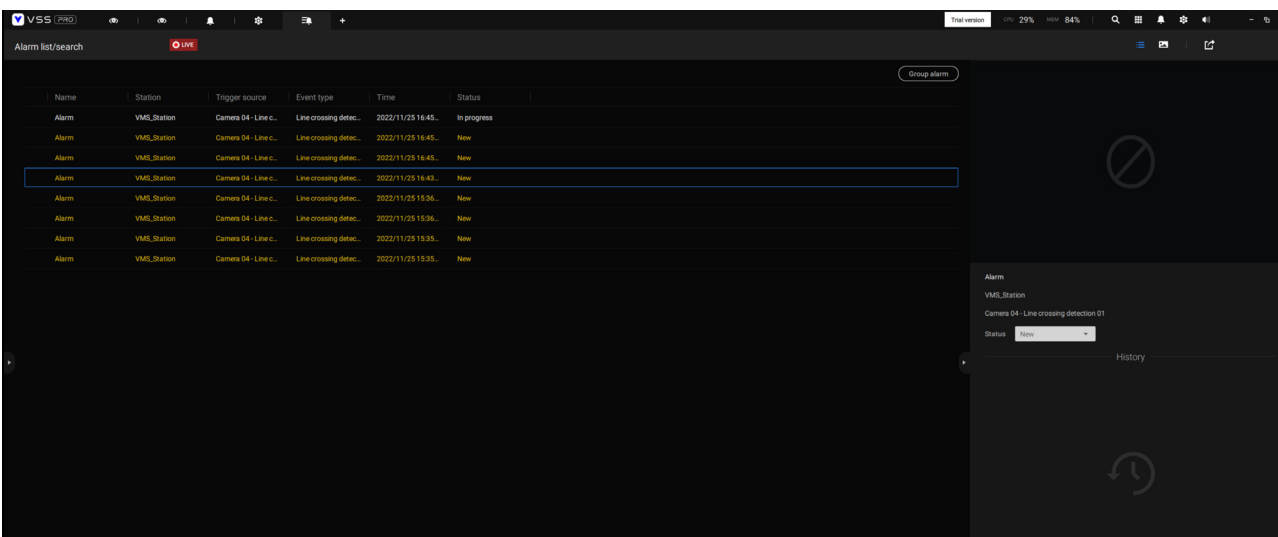 VSS PRO
Trial version
CPU 29% MEM 84%
Alarm list/search
LIVE
Group alarm
Name Station Trigger source Event type Time Status
Alarm VMS_Station Camera 04 - Line c... Line crossing detec... 2022/11/25 16:45... In progress
Alarm VMS_Station Camera 04 - Line c... Line crossing detec... 2022/11/25 16:45... New
Alarm VMS_Station Camera 04 - Line c... Line crossing detec... 2022/11/25 16:45... New
Alarm VMS_Station Camera 04 - Line c... Line crossing detec... 2022/11/25 16:43... New
Alarm VMS_Station Camera 04 - Line c... Line crossing detec... 2022/11/25 15:36... New
Alarm VMS_Station Camera 04 - Line c... Line crossing detec... 2022/11/25 15:36... New
Alarm VMS_Station Camera 04 - Line c... Line crossing detec... 2022/11/25 15:35... New
Alarm VMS_Station Camera 04 - Line c... Line crossing detec... 2022/11/25 15:35... New
Alarm
VMS_Station
Camera 04 - Line crossing detection 01
Status New
History